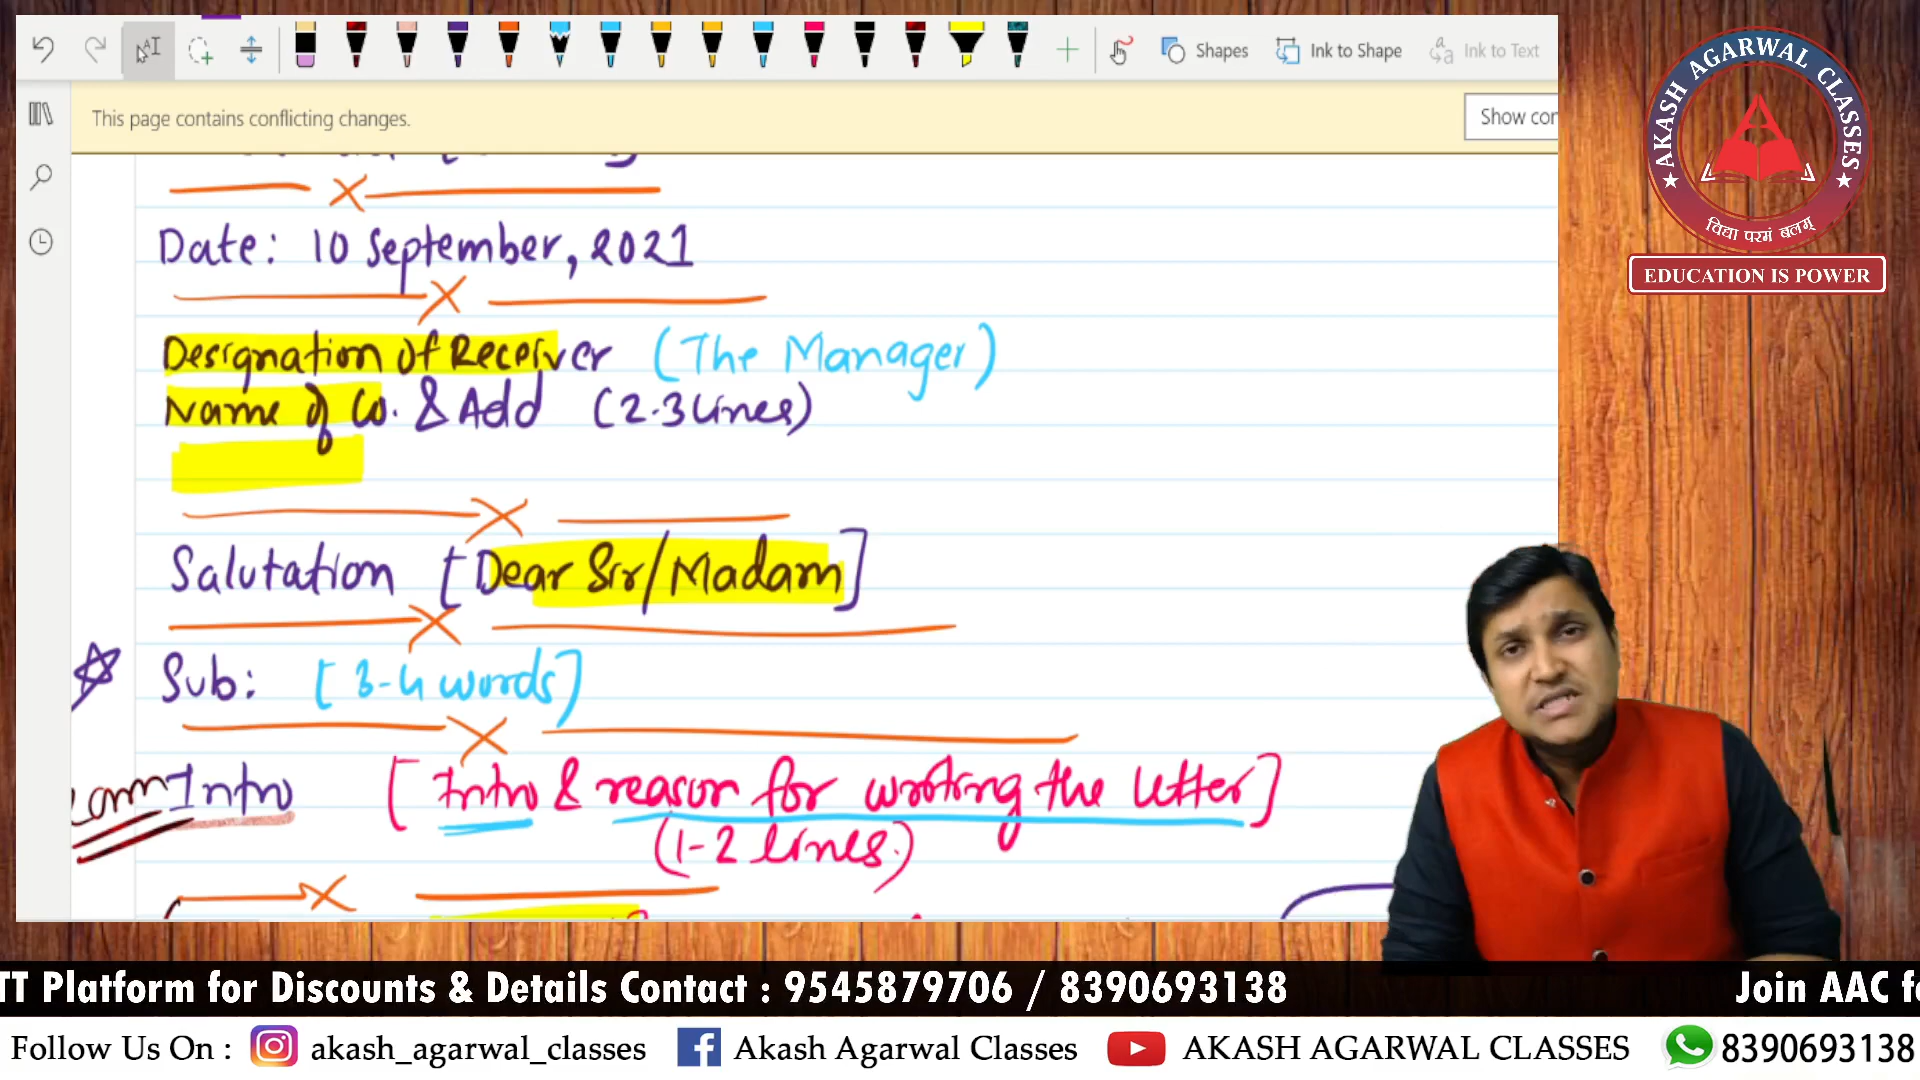 Shapes
Ink to Shape
Ink to Text
This page contains conflicting changes.
Show cor
Date: 10 September, 2021
Designation of Receiver (The Manager)
Name of Co. & Add (2-3 lines)
Salutation [Dear Sir/Madam]
Sub: [3-4 words]
Intro [Intro & reason for writing the letter]
(1-2 lines.)
AKASH AGARWAL CLASSES
विद्या परमं बलम्
EDUCATION IS POWER
TT Platform for Discounts & Details Contact : 9545879706 / 8390693138
Join AAC fo
Follow Us On : akash_agarwal_classes Akash Agarwal Classes AKASH AGARWAL CLASSES 8390693138